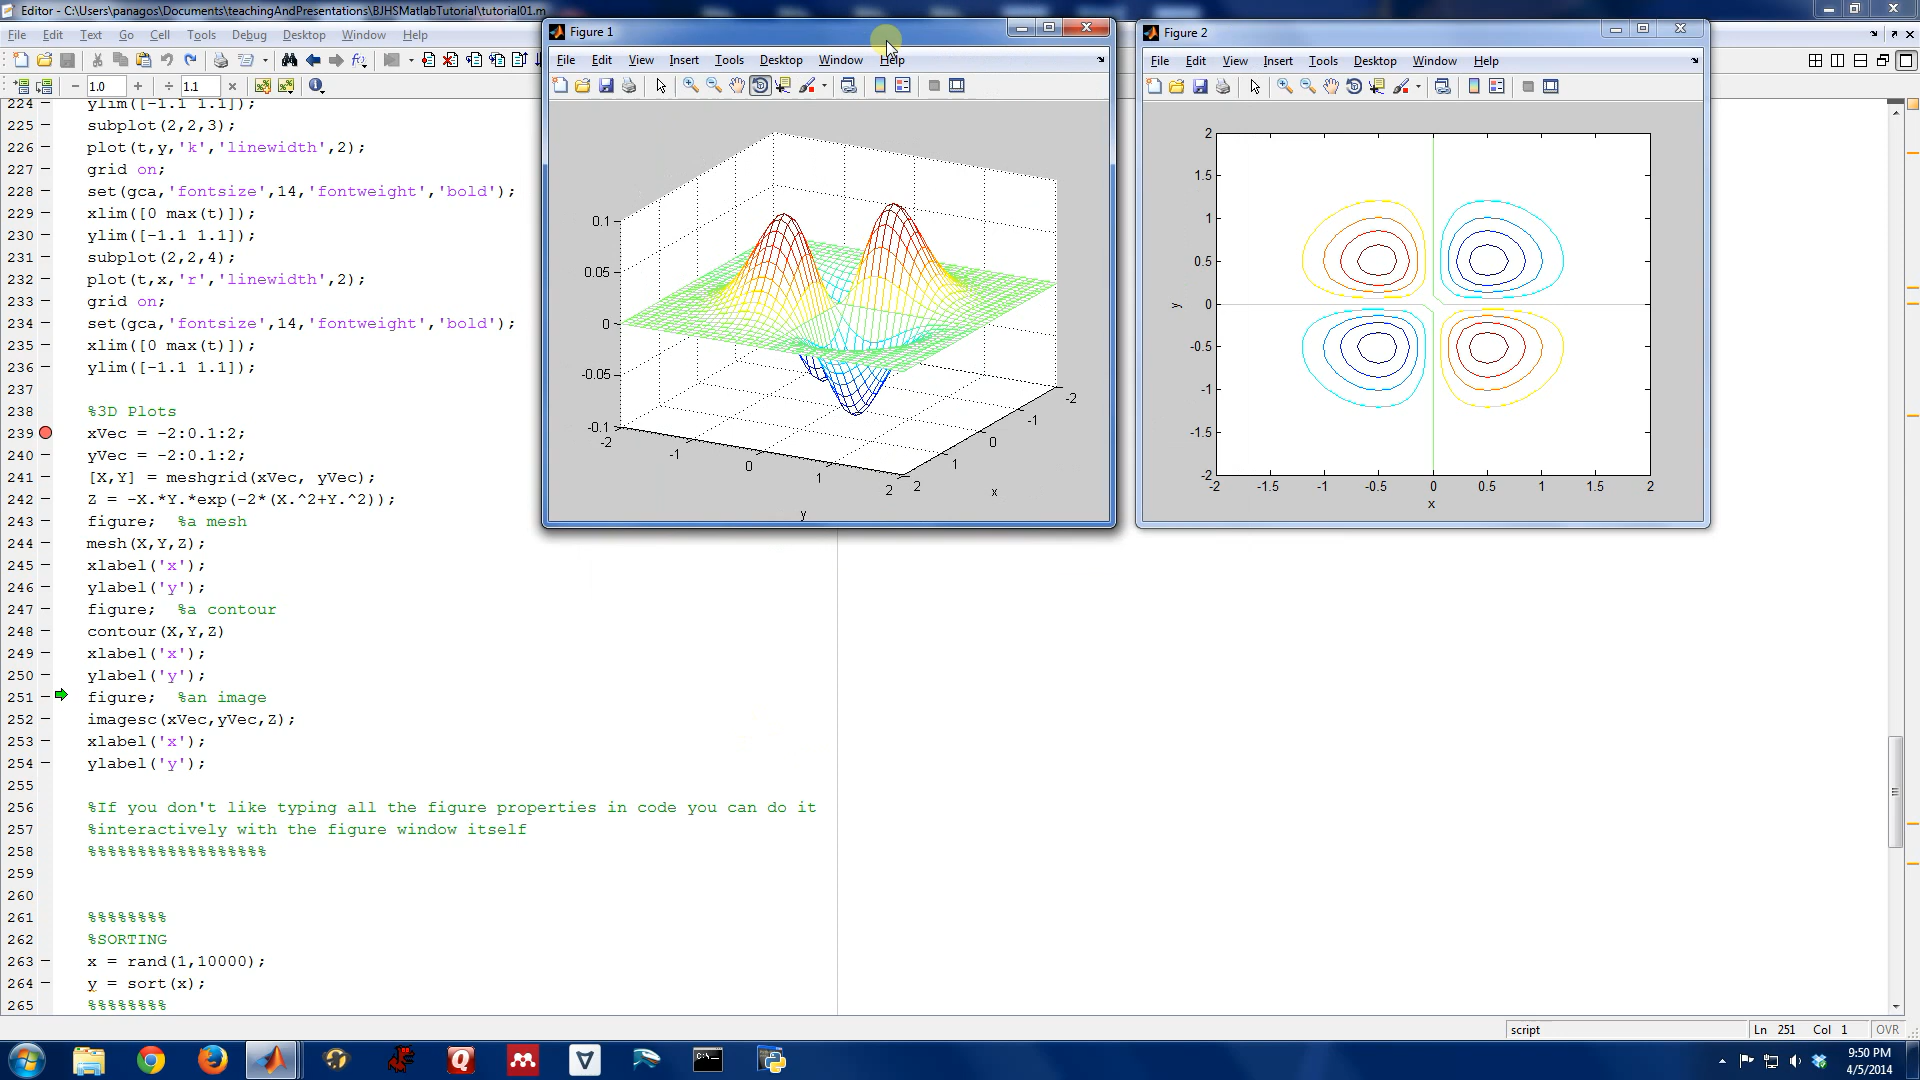 Editor - C:\Users\panagos\Documents\teachingAndPresentations\BJHSMatlabTutorial\tutorial01.m
File Edit Text Go Cell Tools Debug Desktop Window Help
1.0
1.1
224 ylim([-1.1 1.1]);
225 subplot(2,2,3);
226 plot(t,y,'k','linewidth',2);
227 grid on;
228 set(gca,'fontsize',14,'fontweight','bold');
229 xlim([0 max(t)]);
230 ylim([-1.1 1.1]);
231 subplot(2,2,4);
232 plot(t,x,'r','linewidth',2);
233 grid on;
234 set(gca,'fontsize',14,'fontweight','bold');
235 xlim([0 max(t)]);
236 ylim([-1.1 1.1]);
237
238 %3D Plots
239 xVec = -2:0.1:2;
240 yVec = -2:0.1:2;
241 [X,Y] = meshgrid(xVec, yVec);
242 Z = -X.*Y.*exp(-2*(X.^2+Y.^2));
243 figure; %a mesh
244 mesh(X,Y,Z);
245 xlabel('x');
246 ylabel('y');
247 figure; %a contour
248 contour(X,Y,Z)
249 xlabel('x');
250 ylabel('y');
251 figure; %an image
252 imagesc(xVec,yVec,Z);
253 xlabel('x');
254 ylabel('y');
255
256 %If you don't like typing all the figure properties in code you can do it
257 %interactively with the figure window itself
258 %%%%%%%%%%%%%%%%%%
259
260
261 %%%%%%%%
262 %SORTING
263 x = rand(1,10000);
264 y = sort(x);
265 %%%%%%%%
Figure 1
File Edit View Insert Tools Desktop Window Help
0.1
0.05
0
-0.05
-0.1
-2 -1 0 1 2
y
2 1 0 -1 -2
x
Figure 2
File Edit View Insert Tools Desktop Window Help
2
1.5
1
0.5
0
-0.5
-1
-1.5
-2
y
-2 -1.5 -1 -0.5 0 0.5 1 1.5 2
x
script
Ln 251 Col 1 OVR
9:50 PM
4/5/2014